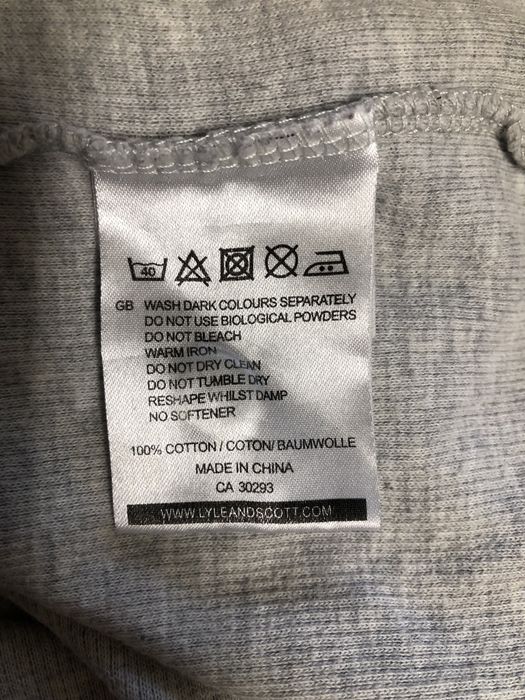 40
GB WASH DARK COLOURS SEPARATELY
DO NOT USE BIOLOGICAL POWDERS
DO NOT BLEACH
WARM IRON
DO NOT DRY CLEAN
DO NOT TUMBLE DRY
RESHAPE WHILST DAMP
NO SOFTENER
100% COTTON / COTON/ BAUMWOLLE
MADE IN CHINA
CA 30293
WWW.LYLEANDSCOTT.COM